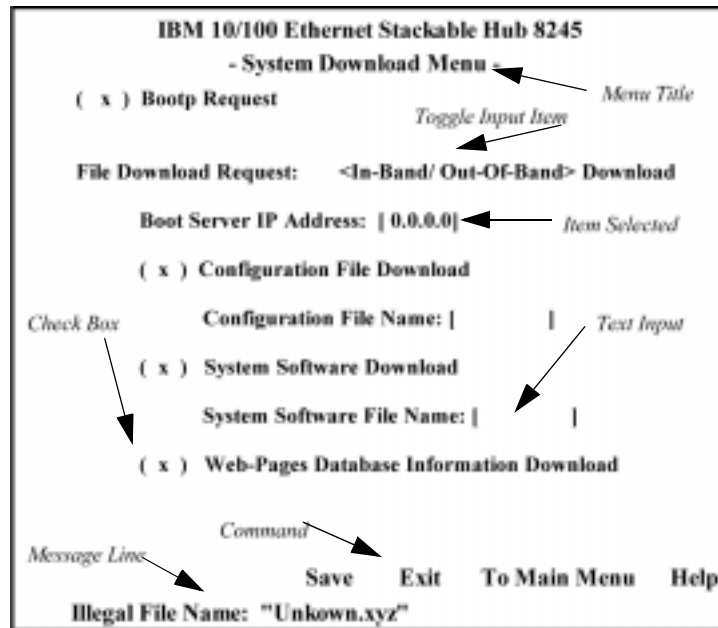 IBM 10/100 Ethernet Stackable Hub 8245
- System Download Menu -
Menu Title
( x ) Bootp Request
Toggle Input Item
File Download Request: <In-Band/ Out-Of-Band> Download
Boot Server IP Address: [ 0.0.0.0]
Item Selected
( x ) Configuration File Download
Check Box
Configuration File Name: [ ]
Text Input
( x ) System Software Download
System Software File Name: [ ]
( x ) Web-Pages Database Information Download
Command
Message Line
Save Exit To Main Menu Help
Illegal File Name: "Unkown.xyz"